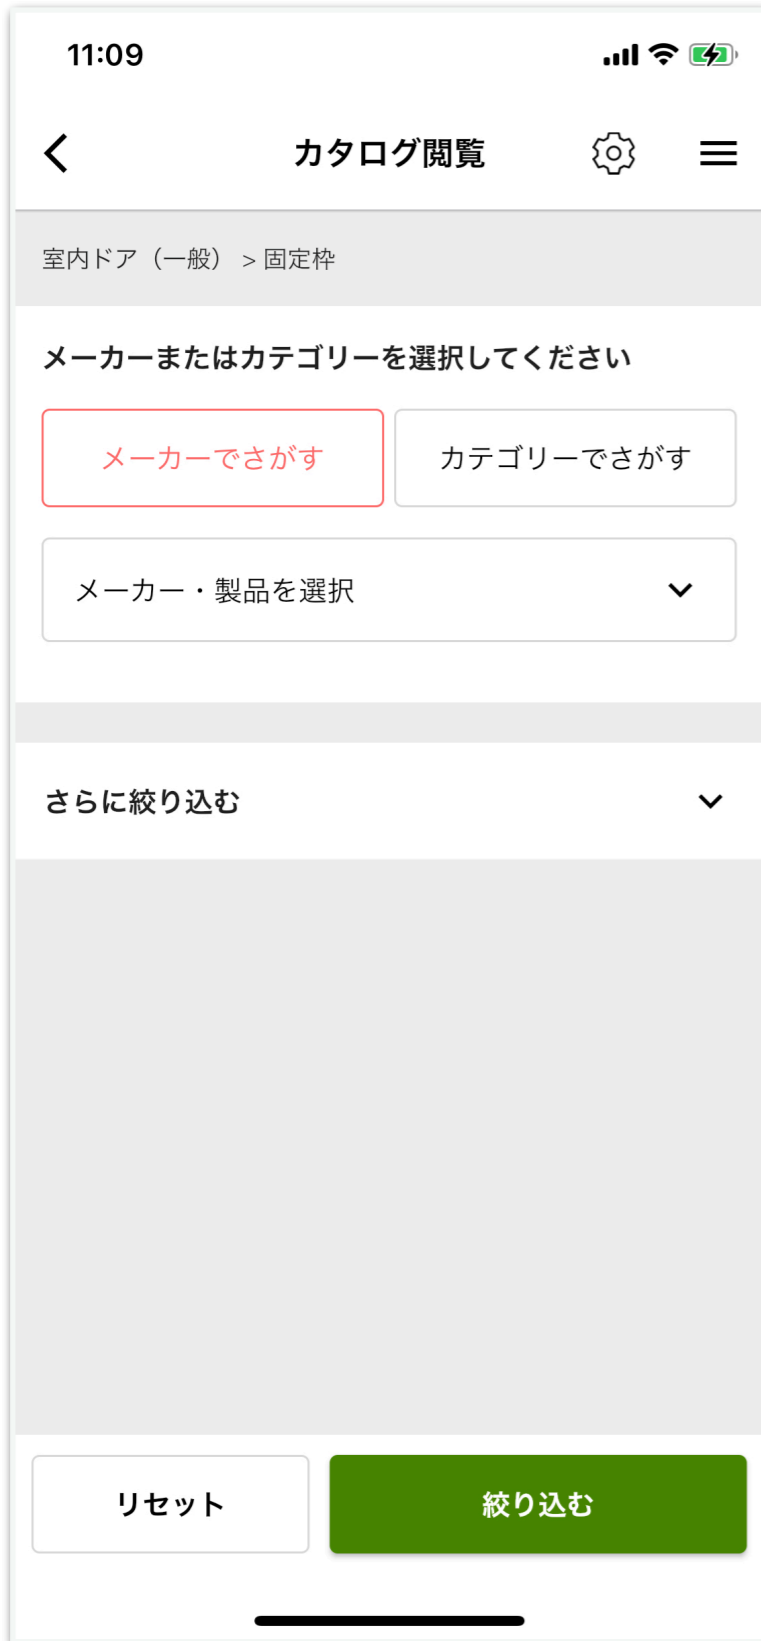 11:09
カタログ閲覧
室内ドア（一般） > 固定枠
メーカーまたはカテゴリーを選択してください
メーカーでさがす
カテゴリーでさがす
メーカー・製品を選択
さらに絞り込む
リセット
絞り込む